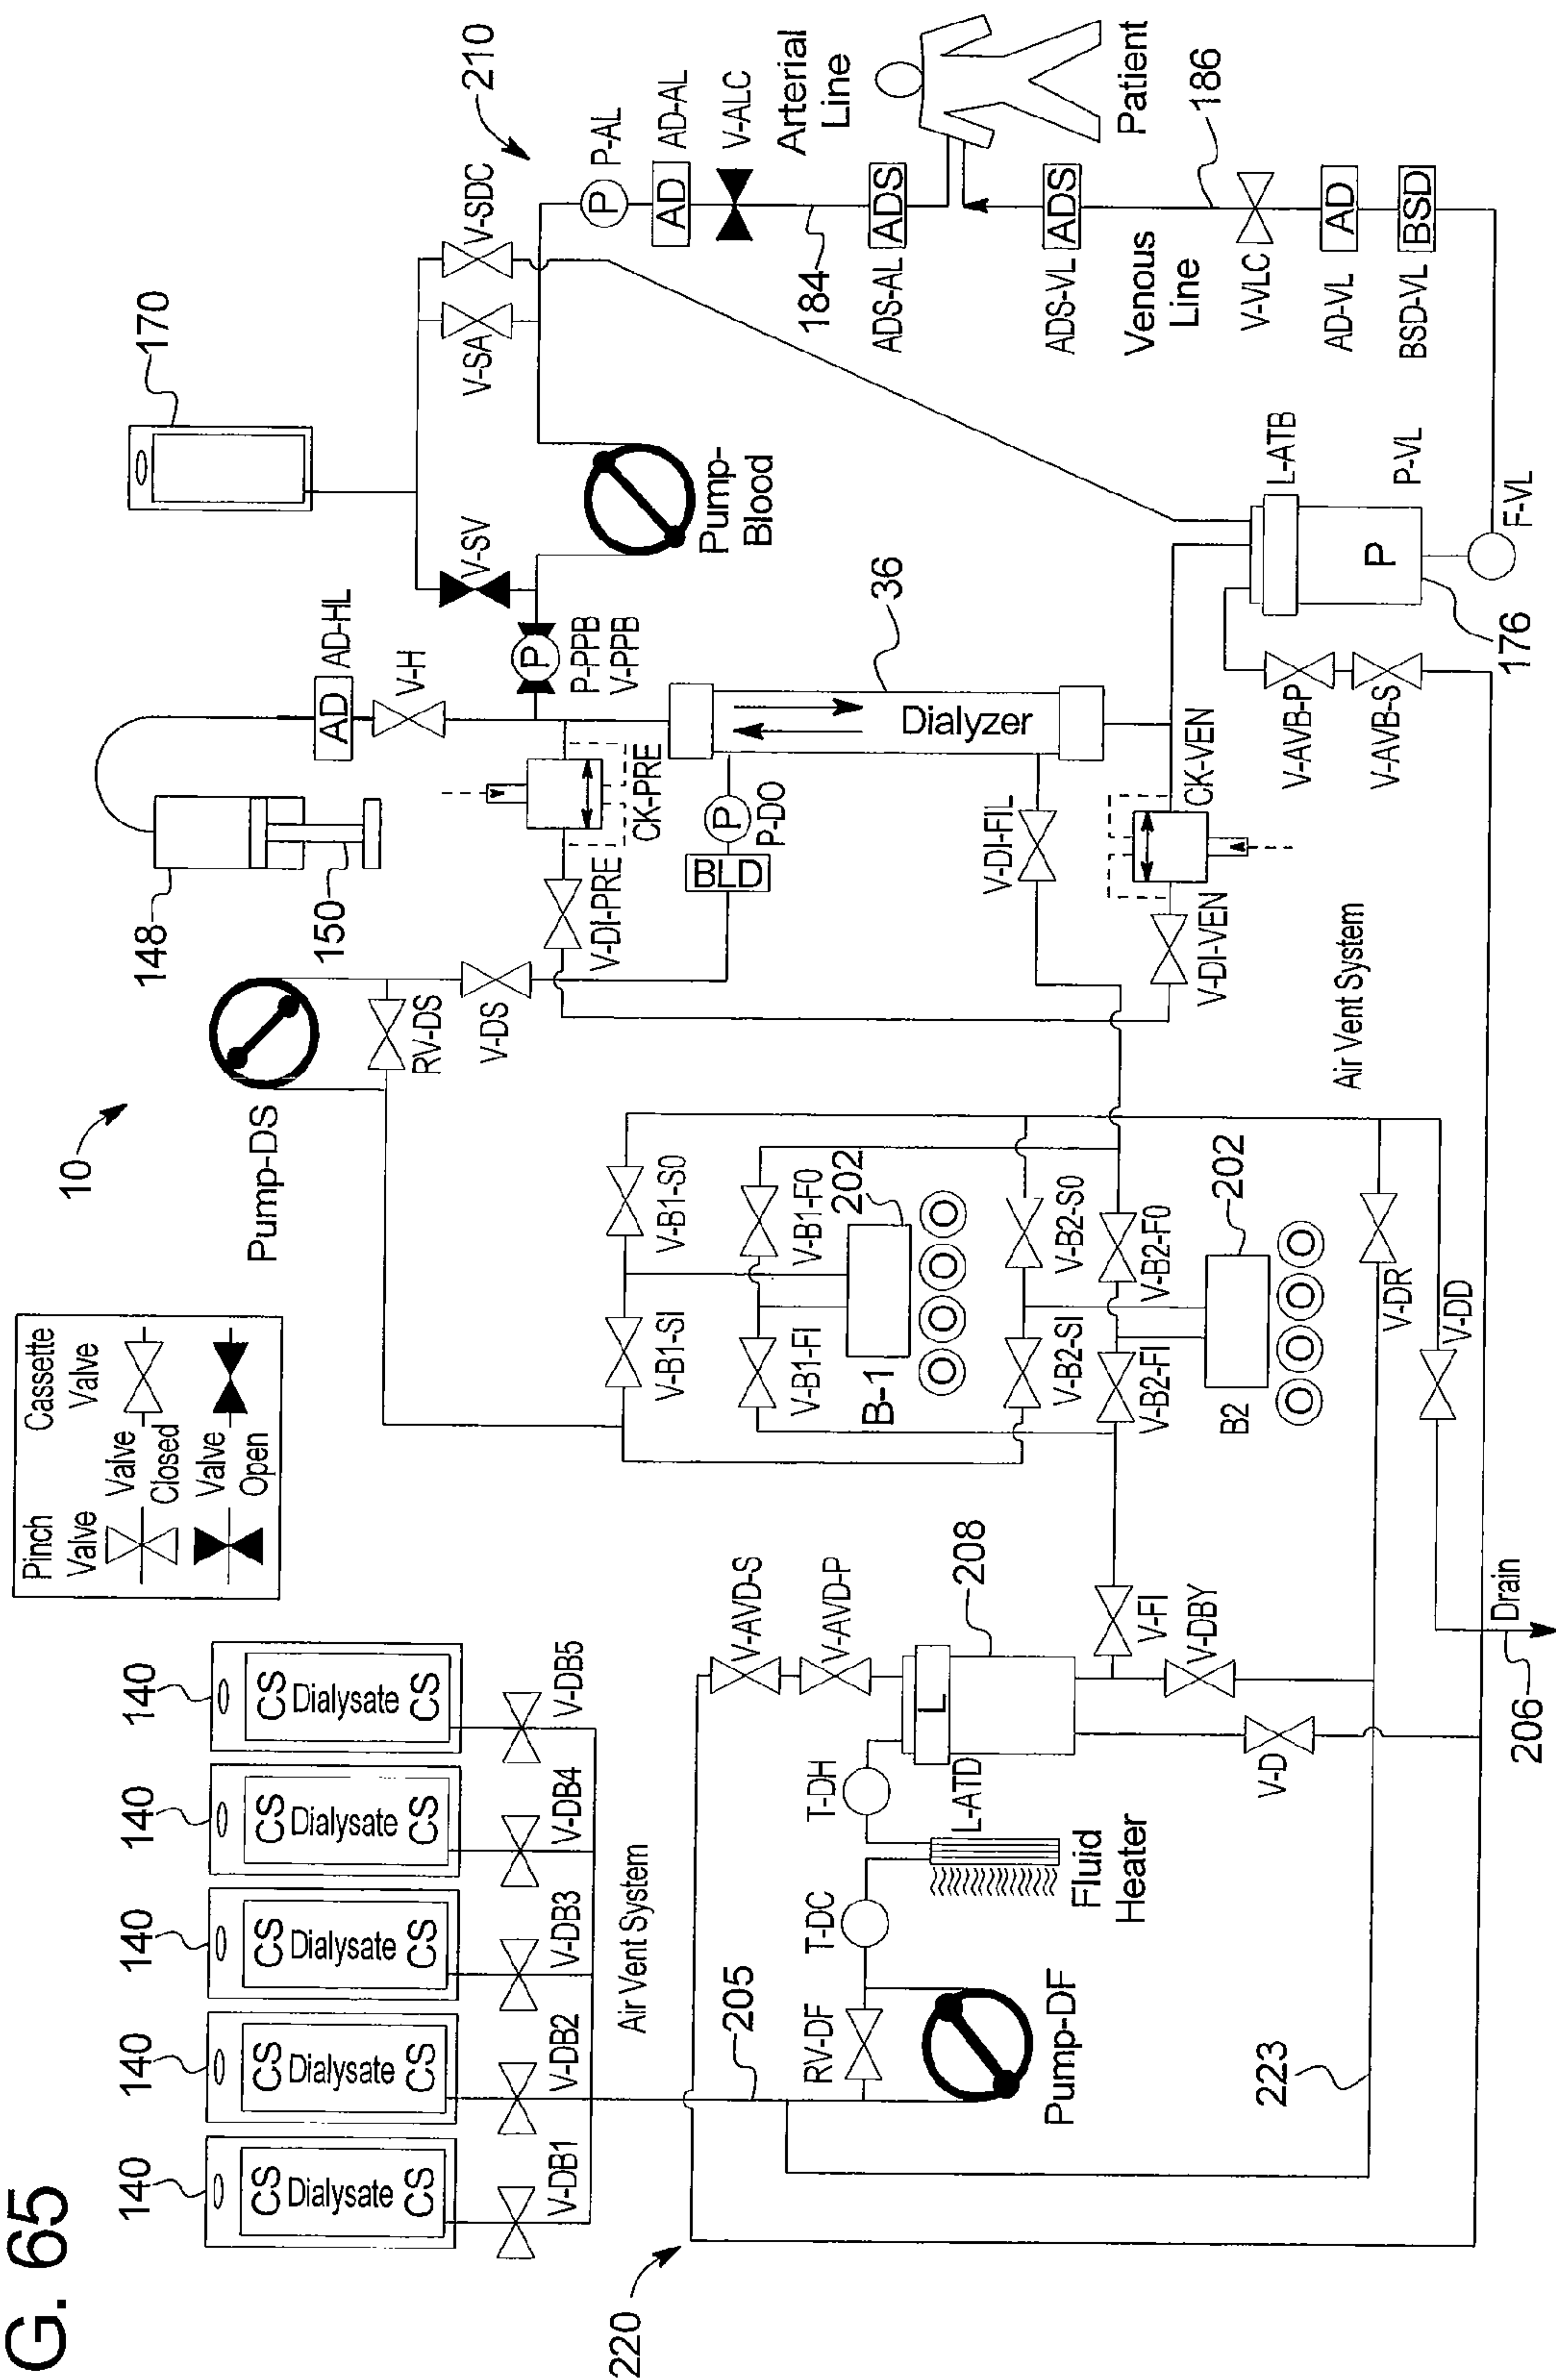 G. 65
Pinch Cassette
Valve Valve
Valve
Closed
Valve
Open
10
220
140
140
140
140
140
CS Dialysate CS
CS Dialysate CS
CS Dialysate CS
CS Dialysate CS
CS Dialysate CS
V-DB1
V-DB2
V-DB3
V-DB4
V-DB5
Air Vent System
205
RV-DF
Pump-DF
T-DC
T-DH
Fluid
Heater
L-ATD
L
208
V-AVD-S
V-AVD-P
V-FI
V-DBY
V-D
223
206
Drain
Pump-DS
RV-DS
V-DS
V-B1-SI
V-B1-S0
V-B1-FI
V-B1-F0
B-1
202
V-B2-SI
V-B2-S0
V-B2-FI
V-B2-F0
B2
202
V-DR
V-DD
Air Vent System
148
150
AD
AD-HL
V-H
V-DI-PRE
CK-PRE
BLD
P
P-DO
V-DI-FIL
V-DI-VEN
CK-VEN
Dialyzer
36
P
P-PPB
V-PPB
V-SV
170
V-SA
V-SDC
210
Pump-
Blood
P
P-AL
AD
AD-AL
V-ALC
Arterial
Line
184
ADS
ADS-AL
Patient
ADS
ADS-VL
Venous
Line
186
V-VLC
AD
AD-VL
BSD
BSD-VL
L-ATB
P
P-VL
F-VL
176
V-AVB-P
V-AVB-S